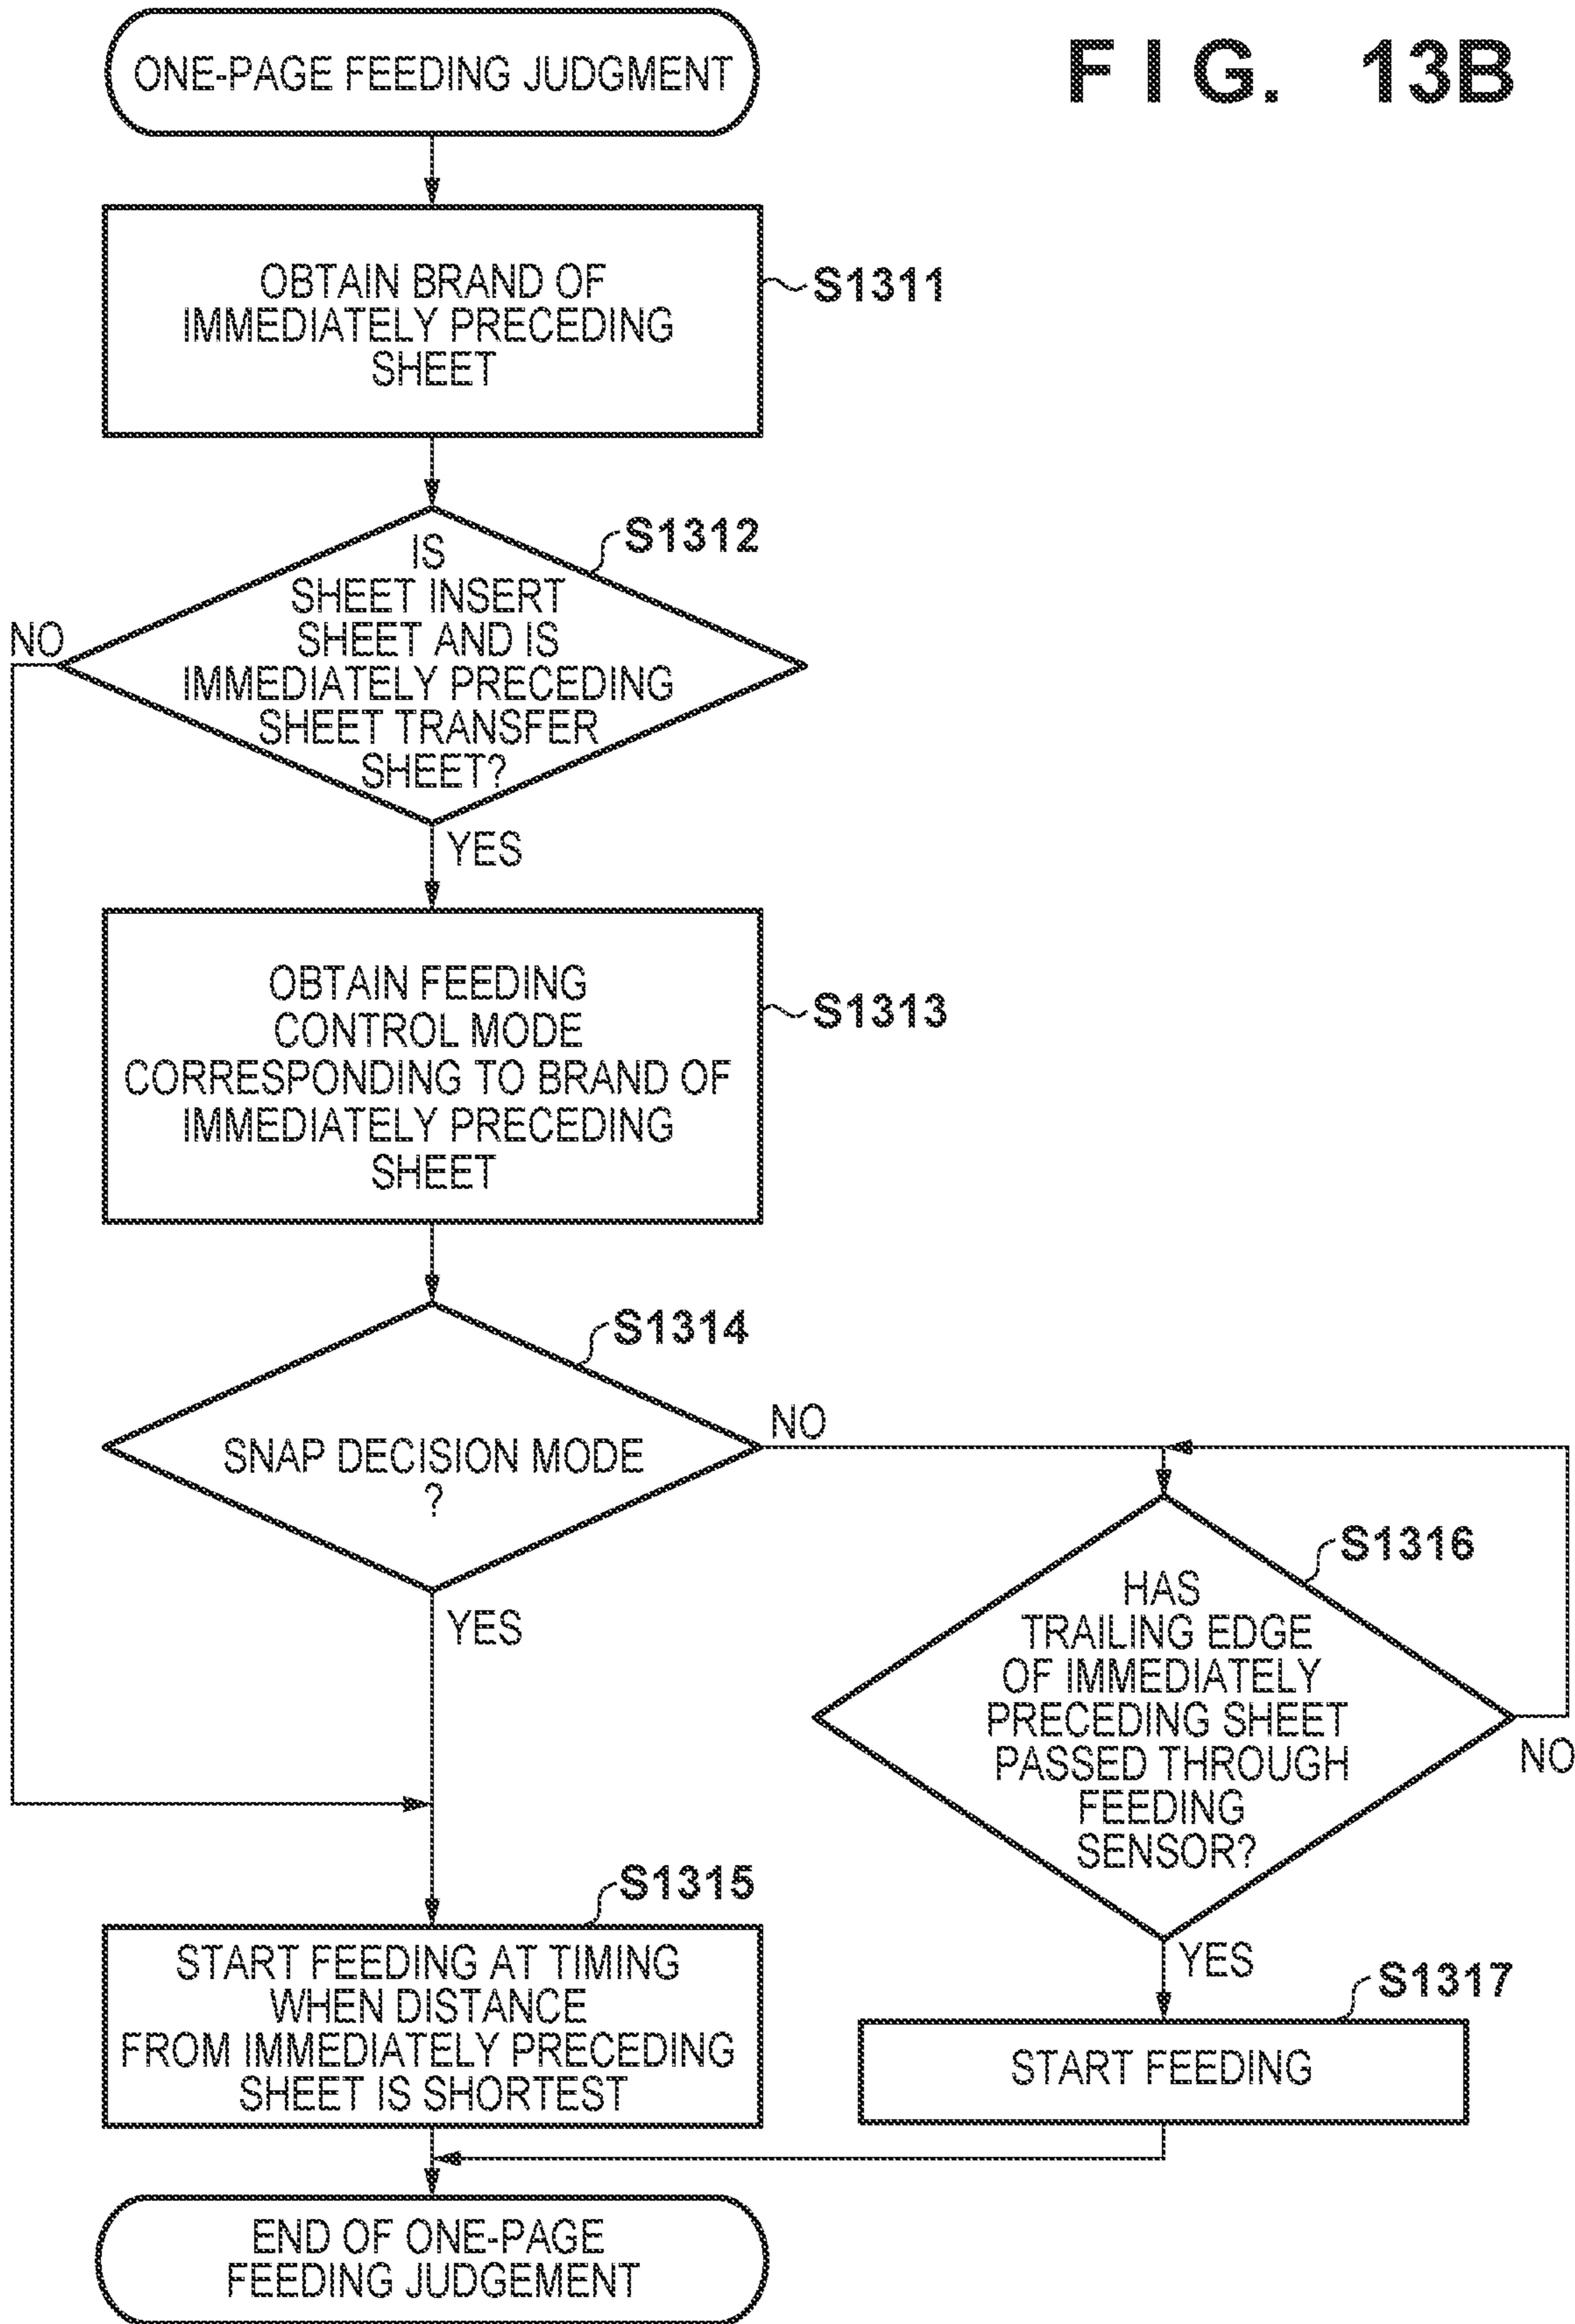 FIG. 13B
ONE-PAGE FEEDING JUDGMENT
OBTAIN BRAND OF
IMMEDIATELY PRECEDING
SHEET
S1311
S1312
IS
SHEET INSERT
SHEET AND IS
IMMEDIATELY PRECEDING
SHEET TRANSFER
SHEET?
NO
YES
OBTAIN FEEDING
CONTROL MODE
CORRESPONDING TO BRAND OF
IMMEDIATELY PRECEDING
SHEET
S1313
S1314
SNAP DECISION MODE
?
NO
YES
S1316
HAS
TRAILING EDGE
OF IMMEDIATELY
PRECEDING SHEET
PASSED THROUGH
FEEDING
SENSOR?
NO
YES
S1315
START FEEDING AT TIMING
WHEN DISTANCE
FROM IMMEDIATELY PRECEDING
SHEET IS SHORTEST
S1317
START FEEDING
END OF ONE-PAGE
FEEDING JUDGEMENT